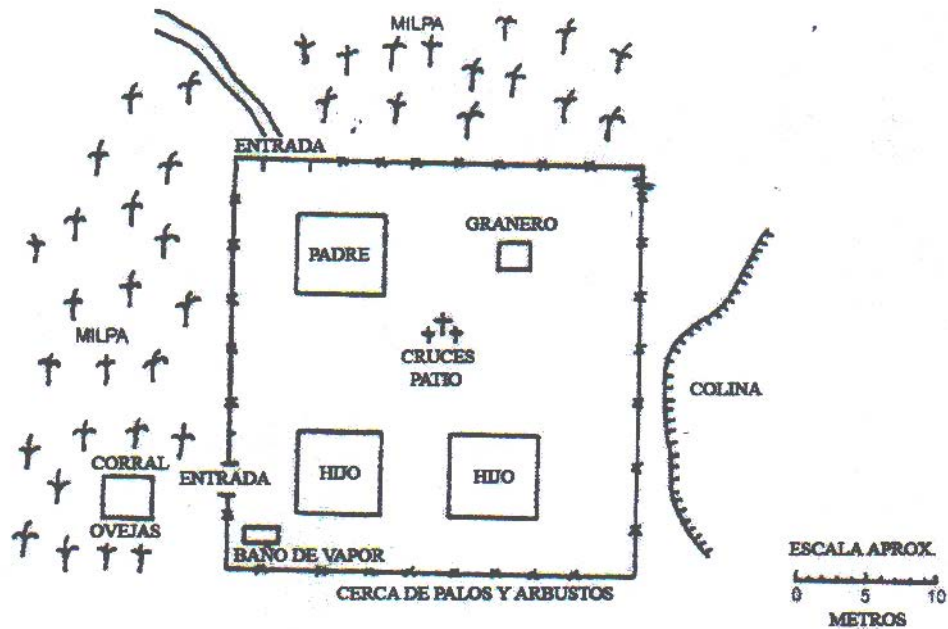 MILPA
ENTRADA
GRANERO
PADRE
MILPA
CRUCES
PATIO
COLINA
CORRAL
HIJO
HIJO
ENTRADA
OVEJAS
BAÑO DE VAPOR
ESCALA APROX.
CERCA DE PALOS Y ARBUSTOS
0 5 10
METROS